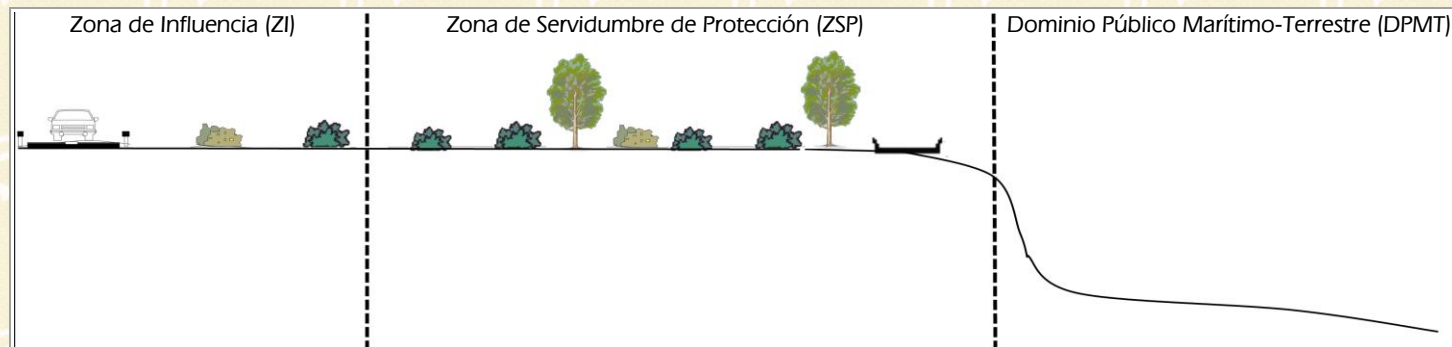 Zona de Influencia (ZI) Zona de Servidumbre de Protección (ZSP) Dominio Público Marítimo-Terrestre (DPMT)